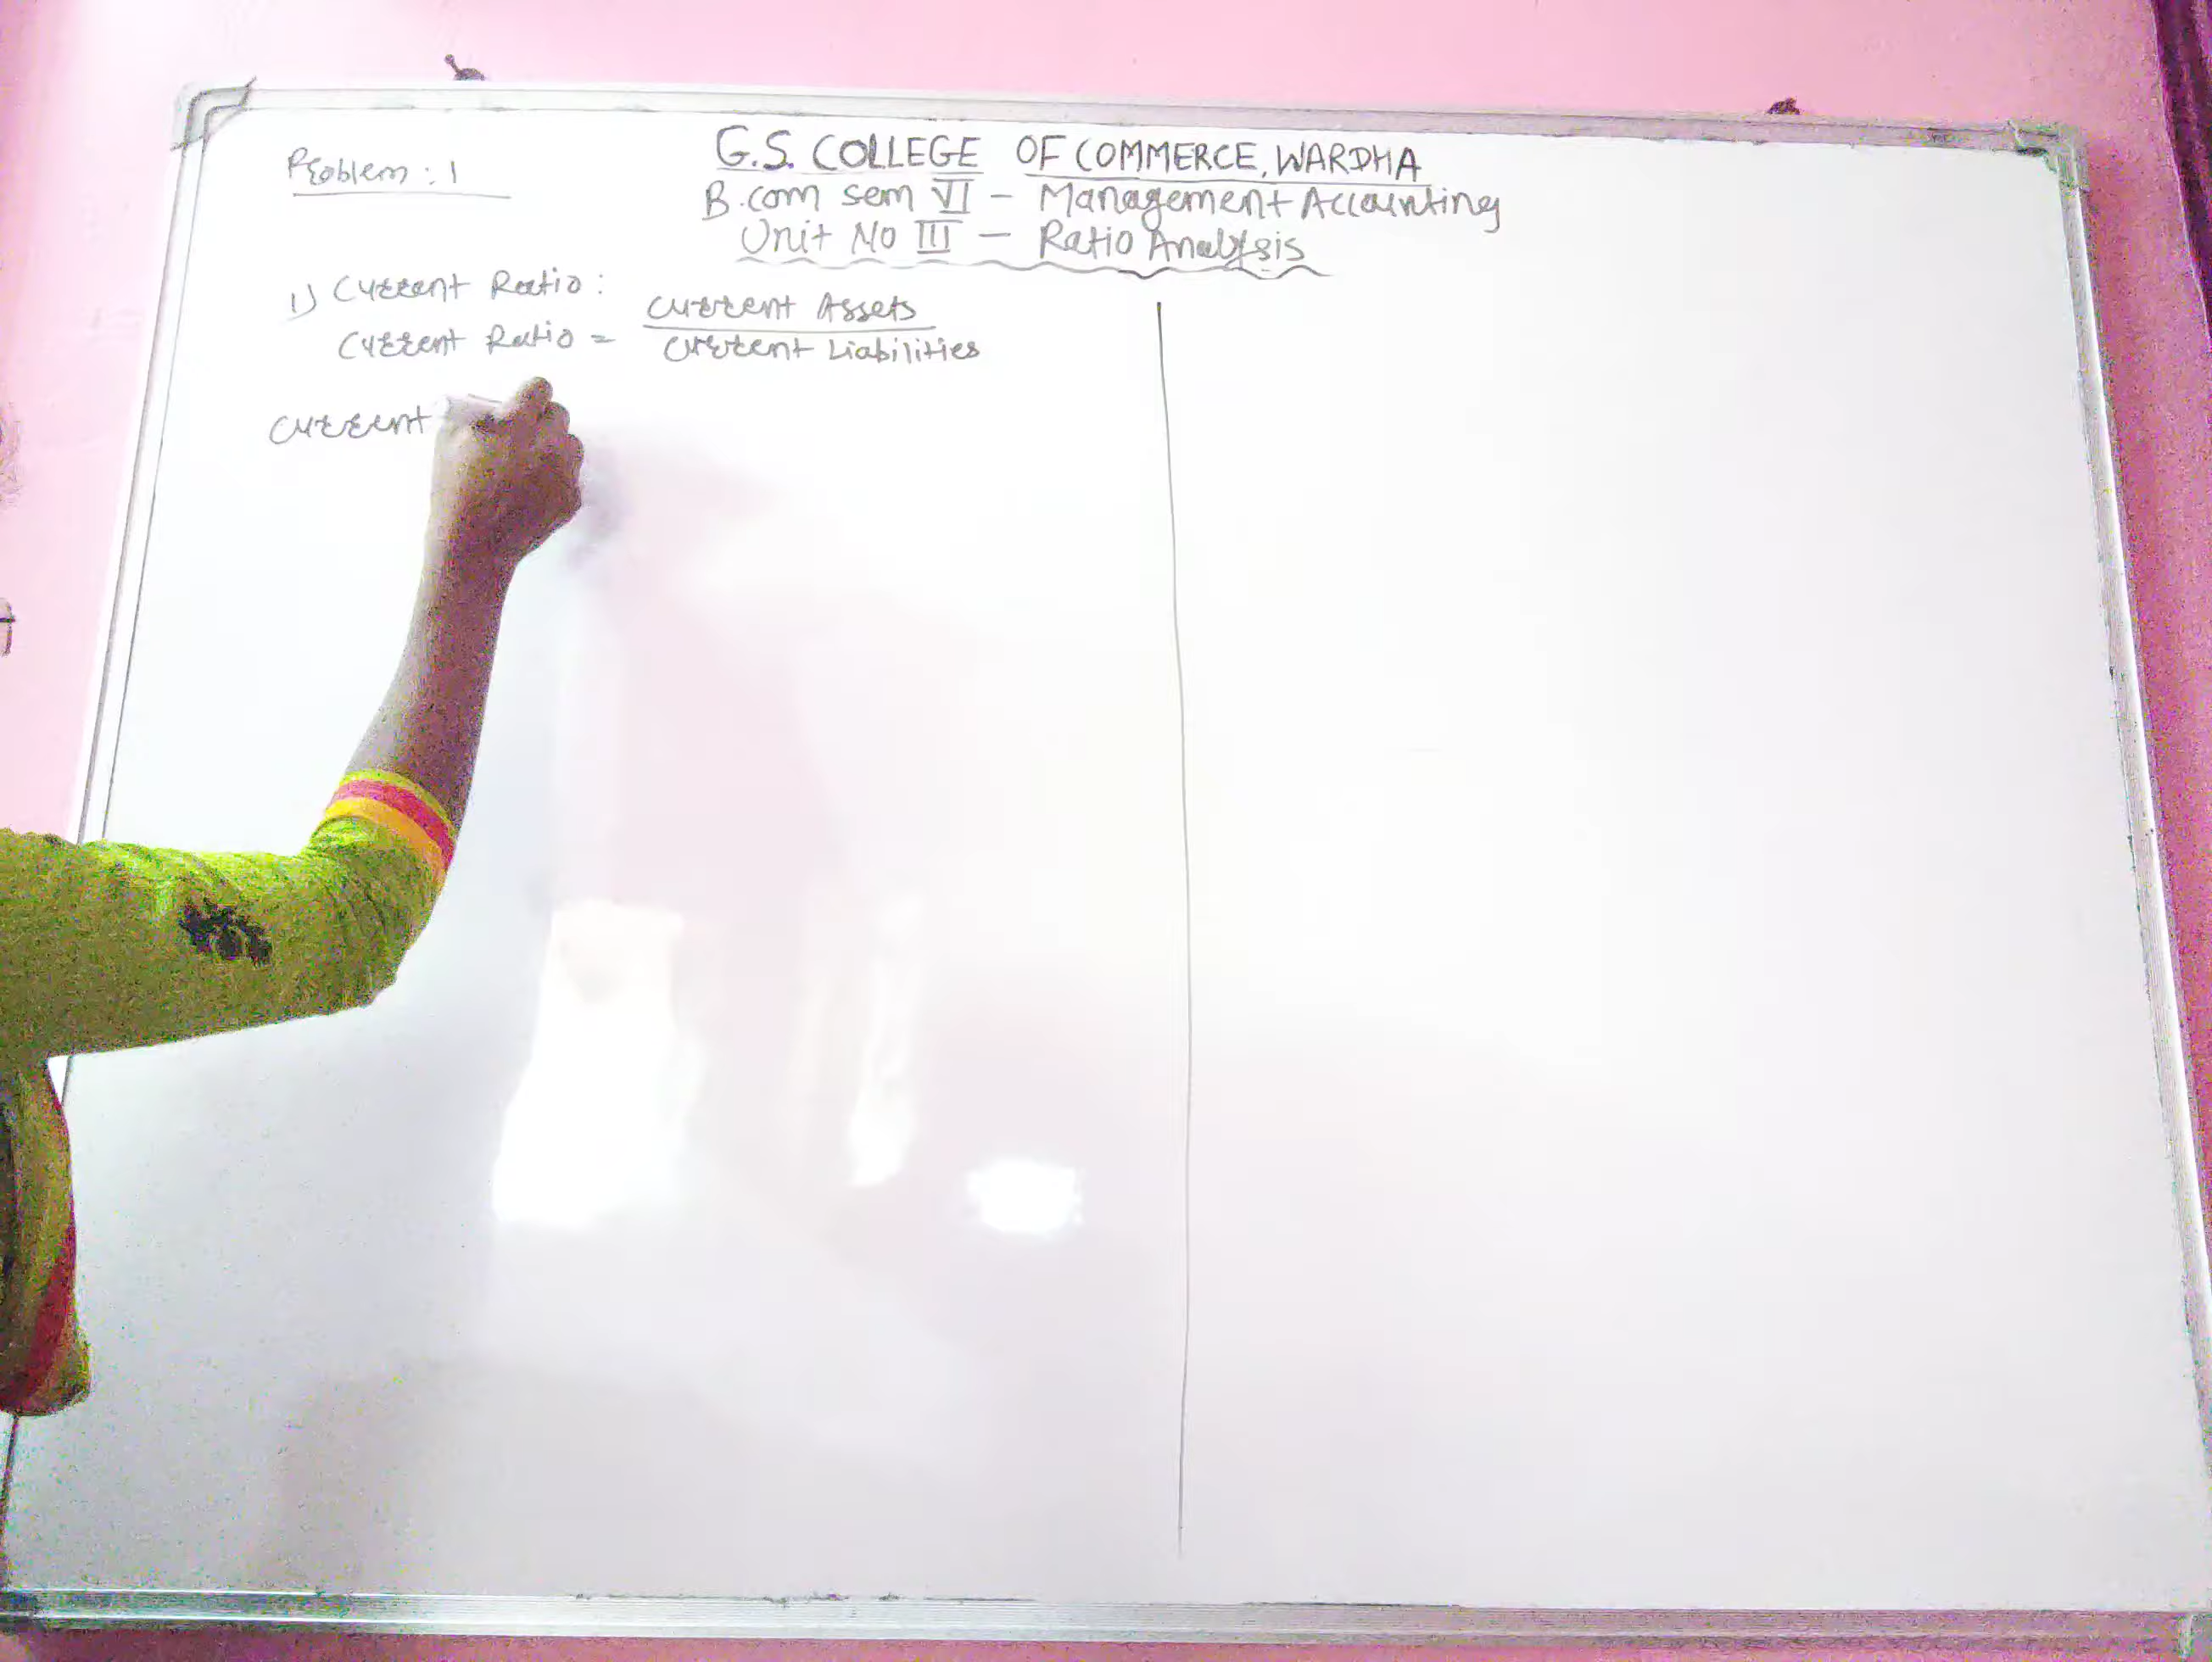 G.S. COLLEGE OF COMMERCE, WARDHA
B.com sem VI - Management Accounting
Unit No III - Ratio Analysis
Problem : 1
1) Current Ratio :
Current Ratio = Current Assets
Current Liabilities
Current